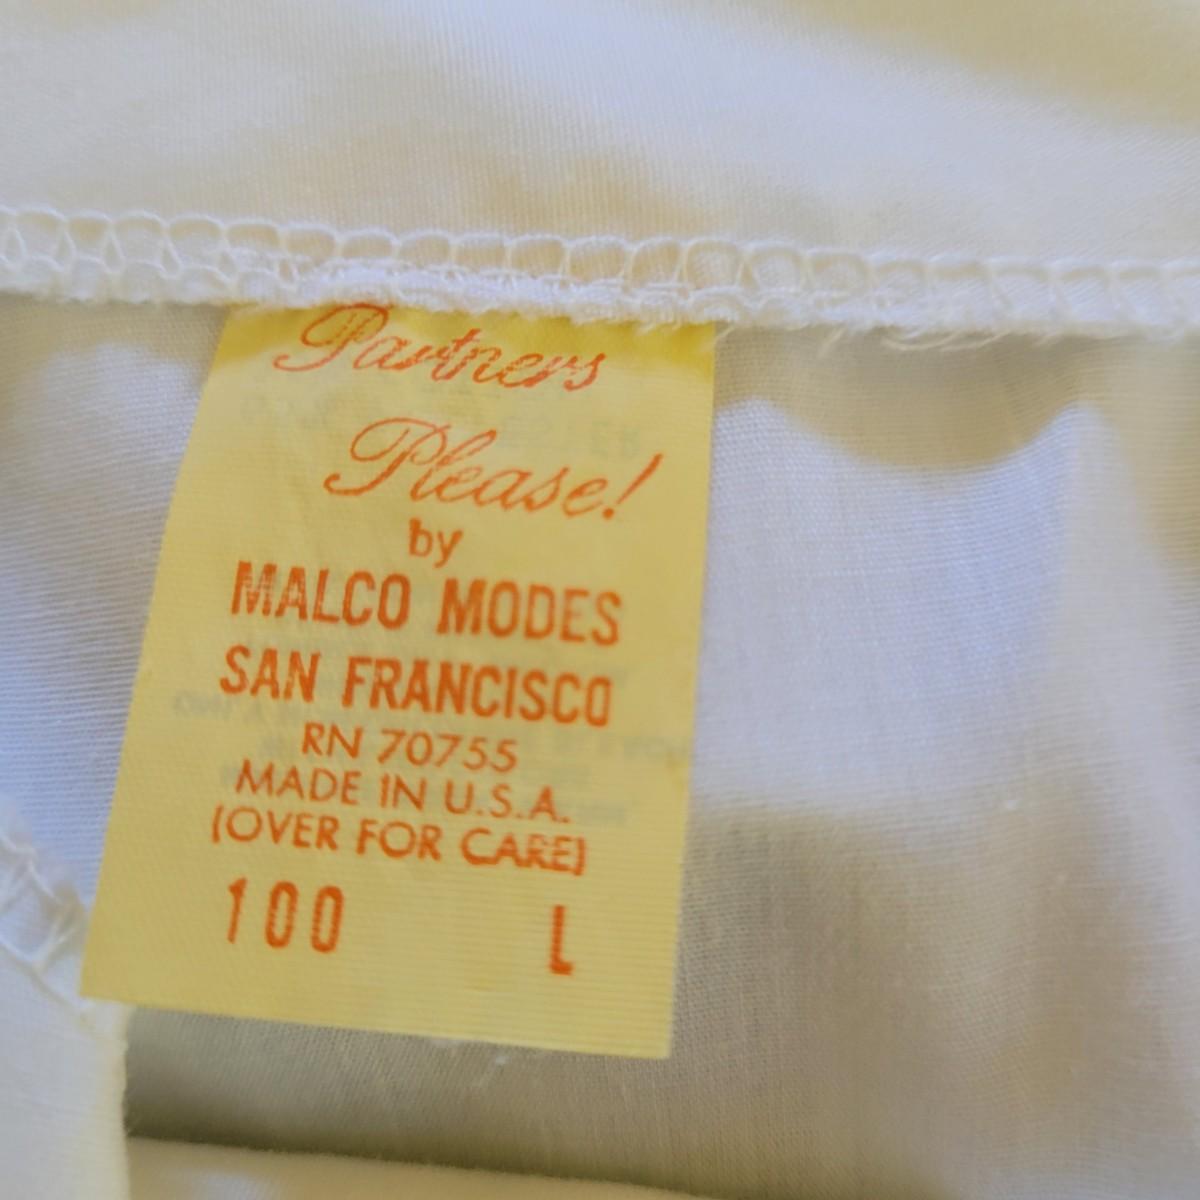 Partners
Please!
by
MALCO MODES
SAN FRANCISCO
RN 70755
MADE IN U.S.A.
(OVER FOR CARE)
100 L